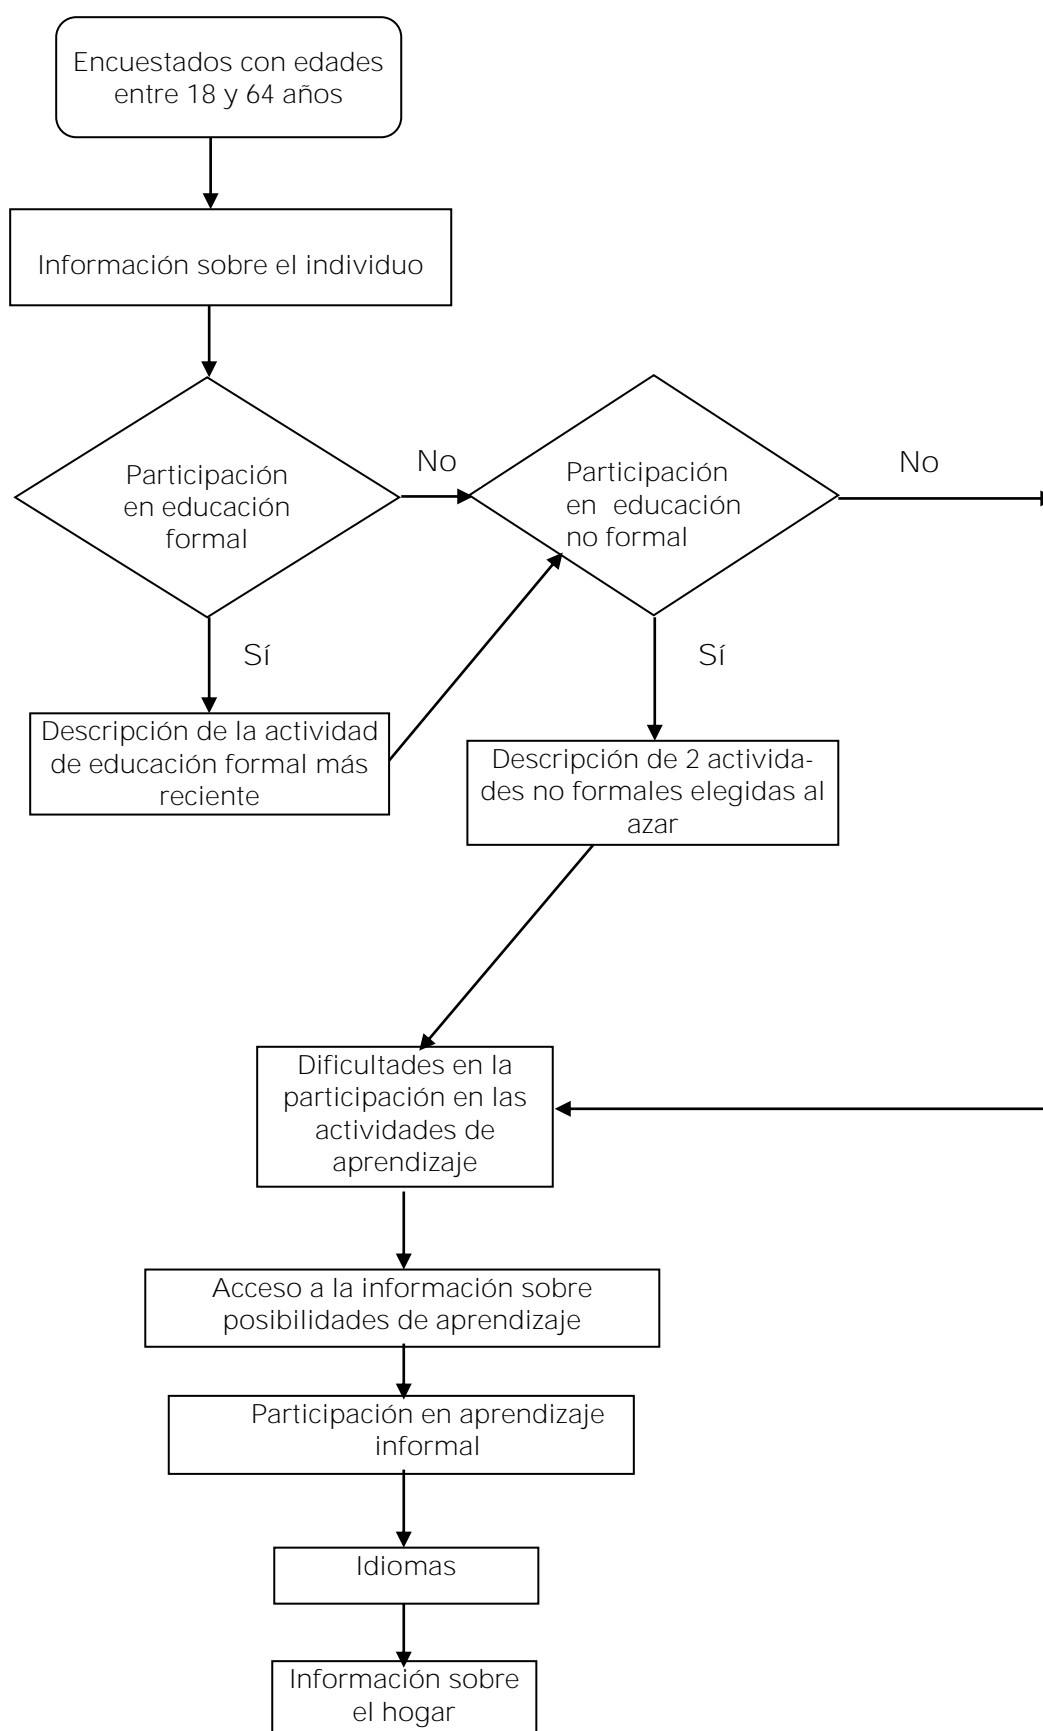 Encuestados con edades
entre 18 y 64 años
Información sobre el individuo
Participación
en educación
formal
No
Participación
en educación
no formal
No
Sí
Sí
Descripción de la actividad
de educación formal más
reciente
Descripción de 2 activida-
des no formales elegidas al
azar
Dificultades en la
participación en las
actividades de
aprendizaje
Acceso a la información sobre
posibilidades de aprendizaje
Participación en aprendizaje
informal
Idiomas
Información sobre
el hogar